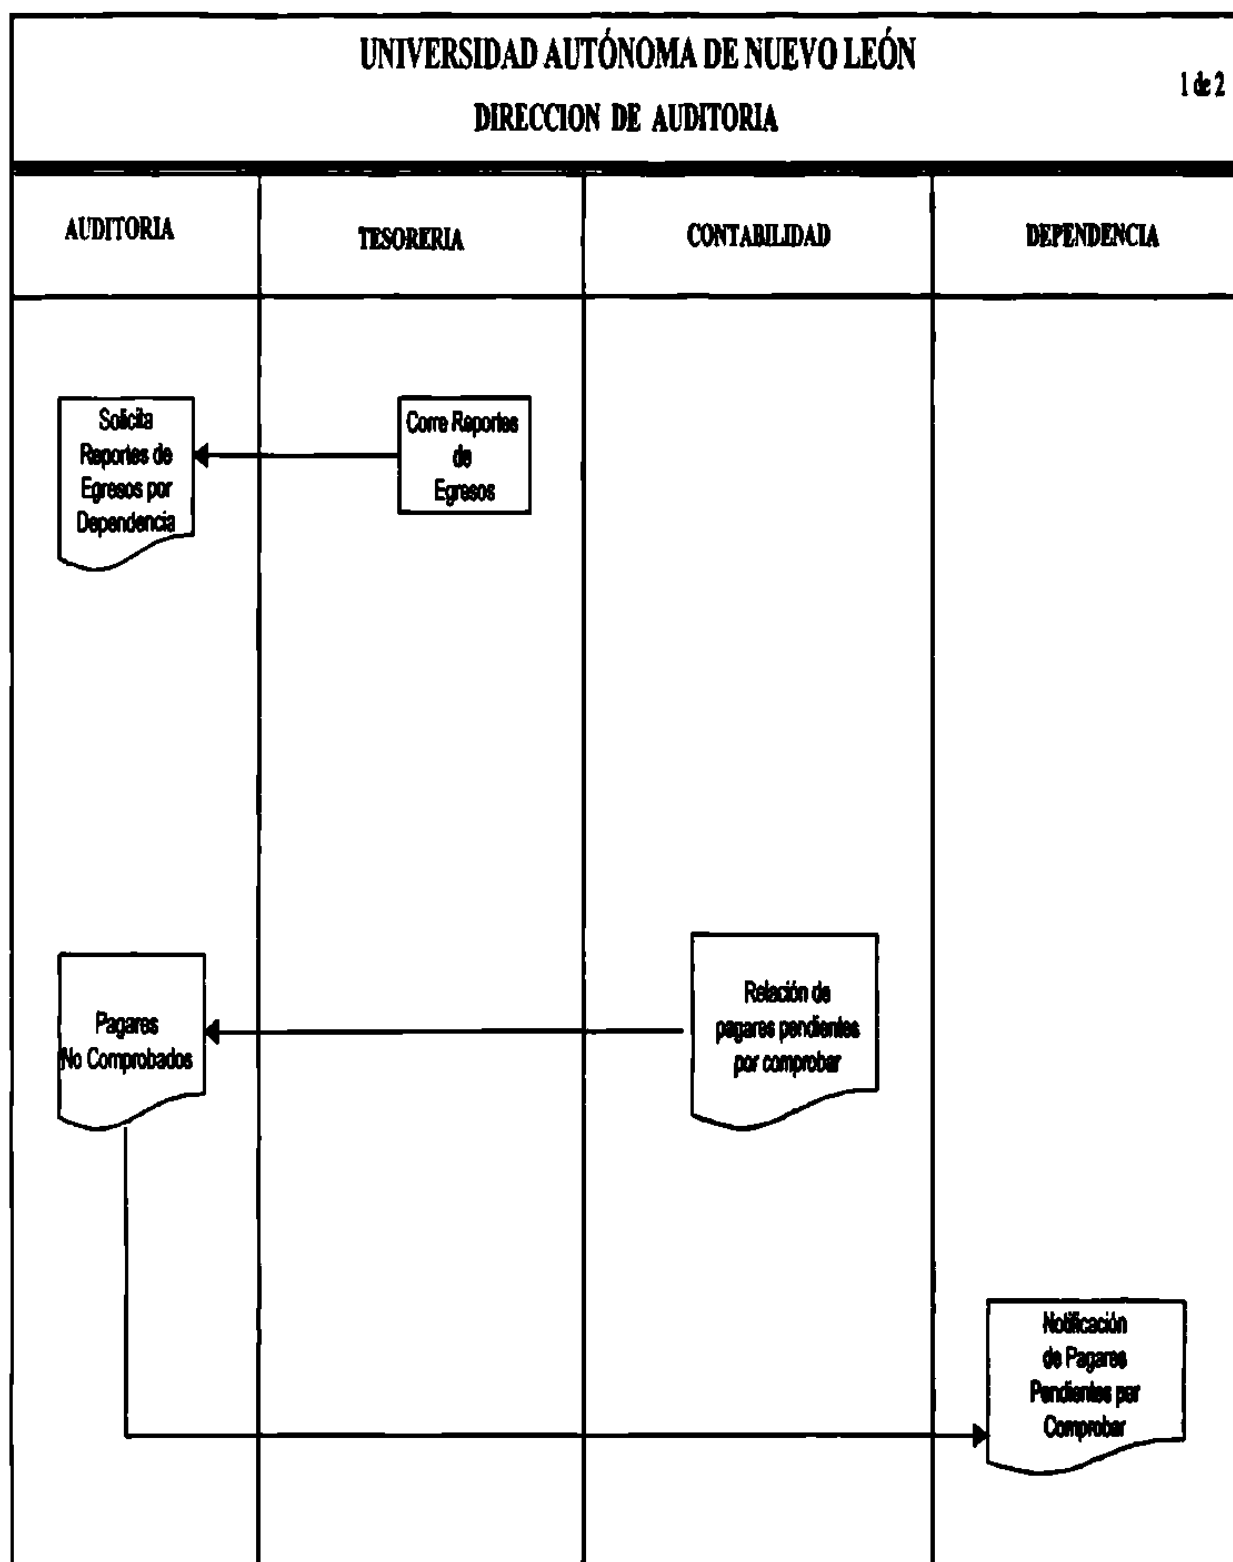 UNIVERSIDAD AUTÓNOMA DE NUEVO LEÓN
1 de 2
DIRECCION DE AUDITORIA
AUDITORIA
TESORERIA
CONTABILIDAD
DEPENDENCIA
Solicita
Reportes de
Egresos por
Dependencia
Corre Reportes
de
Egresos
Pagares
No Comprobados
Relación de
pagares pendientes
por comprobar
Notificación
de Pagares
Pendientes por
Comprobar